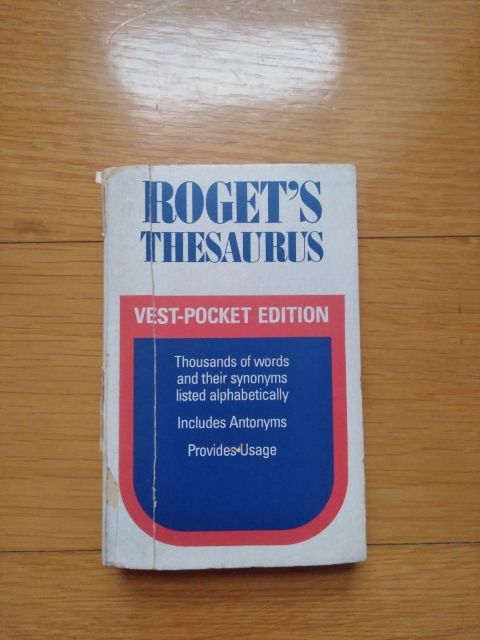 ROGET'S
THESAURUS
VEST-POCKET EDITION
Thousands of words
and their synonyms
listed alphabetically
Includes Antonyms
Provides Usage